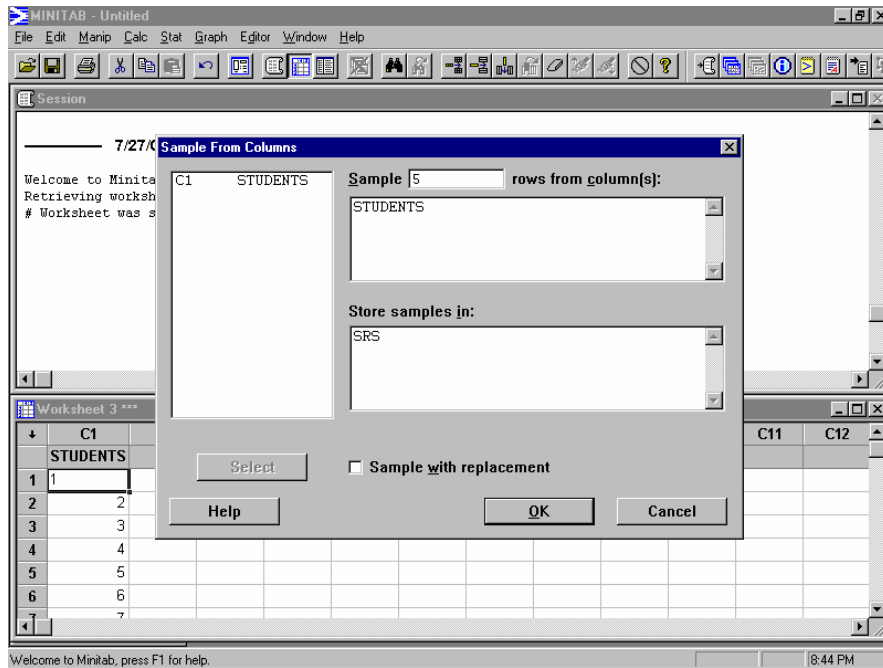 MINITAB - Untitled
File Edit Manip Calc Stat Graph Editor Window Help
Session
7/27/0
Welcome to Minita
Retrieving worksh
# Worksheet was s
Sample From Columns
C1 STUDENTS
Sample 5 rows from column(s):
STUDENTS
Store samples in:
SRS
Select
Sample with replacement
Help OK Cancel
Worksheet 3 ***
C1 C11 C12
STUDENTS
1 1
2 2
3 3
4 4
5 5
6 6
7 7
Welcome to Minitab, press F1 for help. 8:44 PM